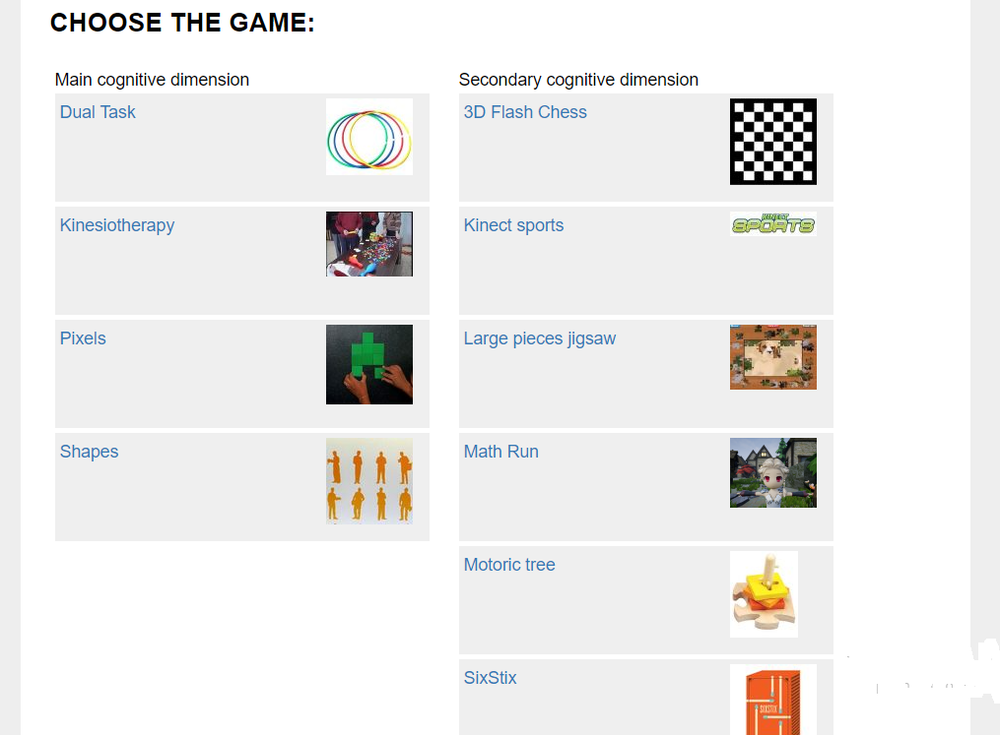 CHOOSE THE GAME:
Main cognitive dimension
Dual Task
Kinesiotherapy
Pixels
Shapes
Secondary cognitive dimension
3D Flash Chess
Kinect sports
KINECT
SPORTS
Large pieces jigsaw
Math Run
Motoric tree
SixStix
SIXSTIX